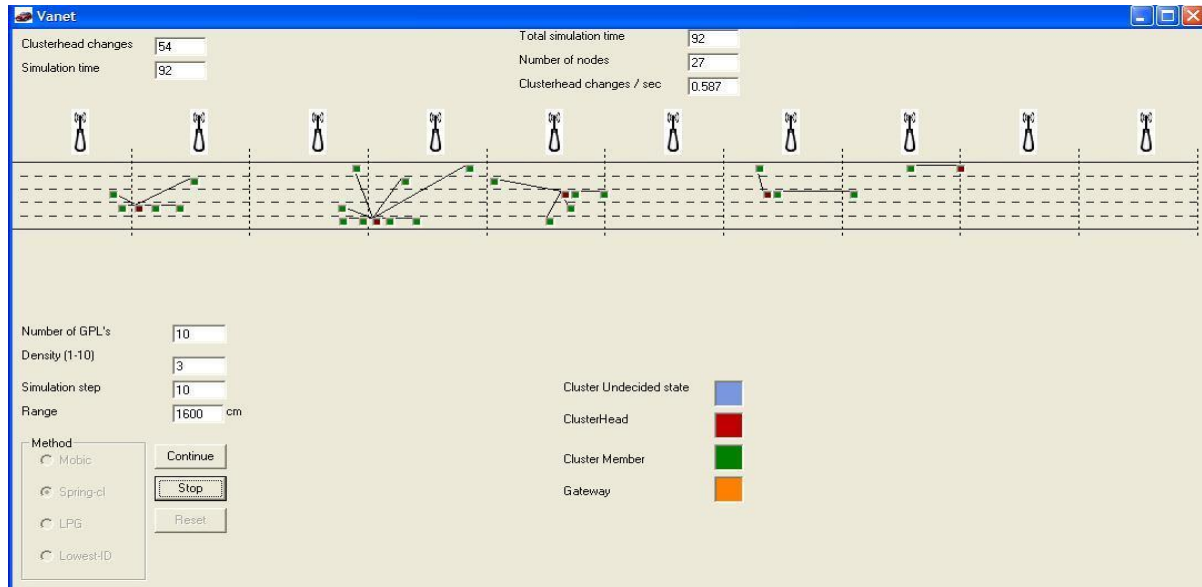 Vanet
Clusterhead changes 54
Total simulation time 92
Simulation time 92
Number of nodes 27
Clusterhead changes / sec 0.587
Number of GPL's 10
Density (1-10) 3
Simulation step 10
Range 1600 cm
Method
Mobic
Spring-cl
LPG
Lowest-ID
Continue
Stop
Reset
Cluster Undecided state
ClusterHead
Cluster Member
Gateway